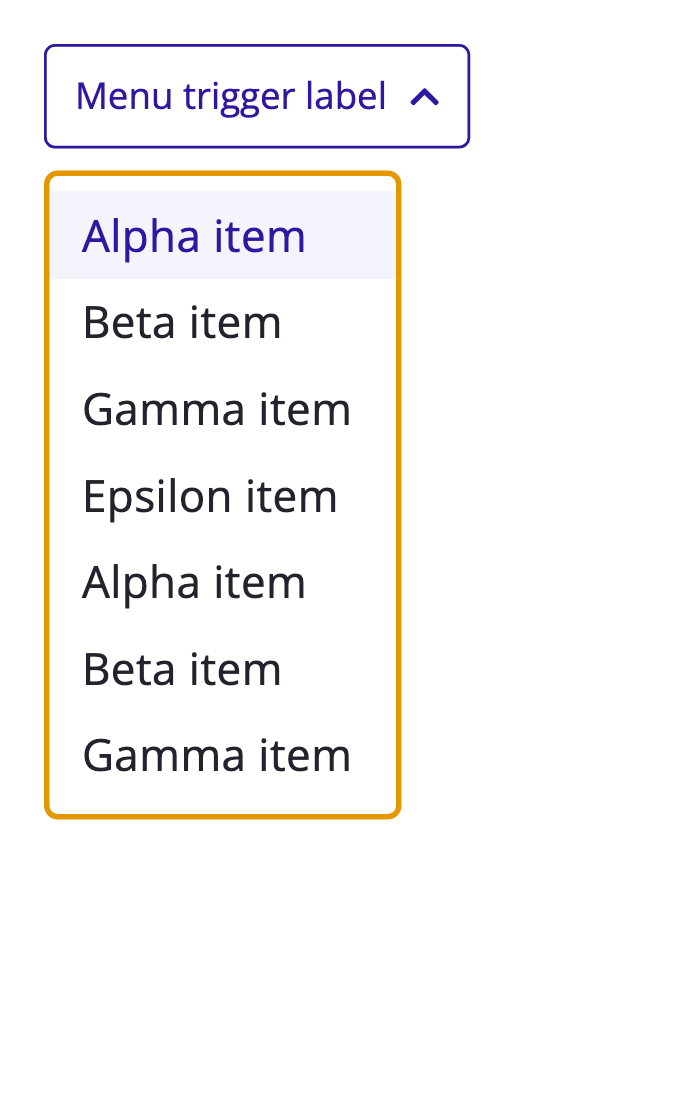 Menu trigger label
Alpha item
Beta item
Gamma item
Epsilon item
Alpha item
Beta item
Gamma item